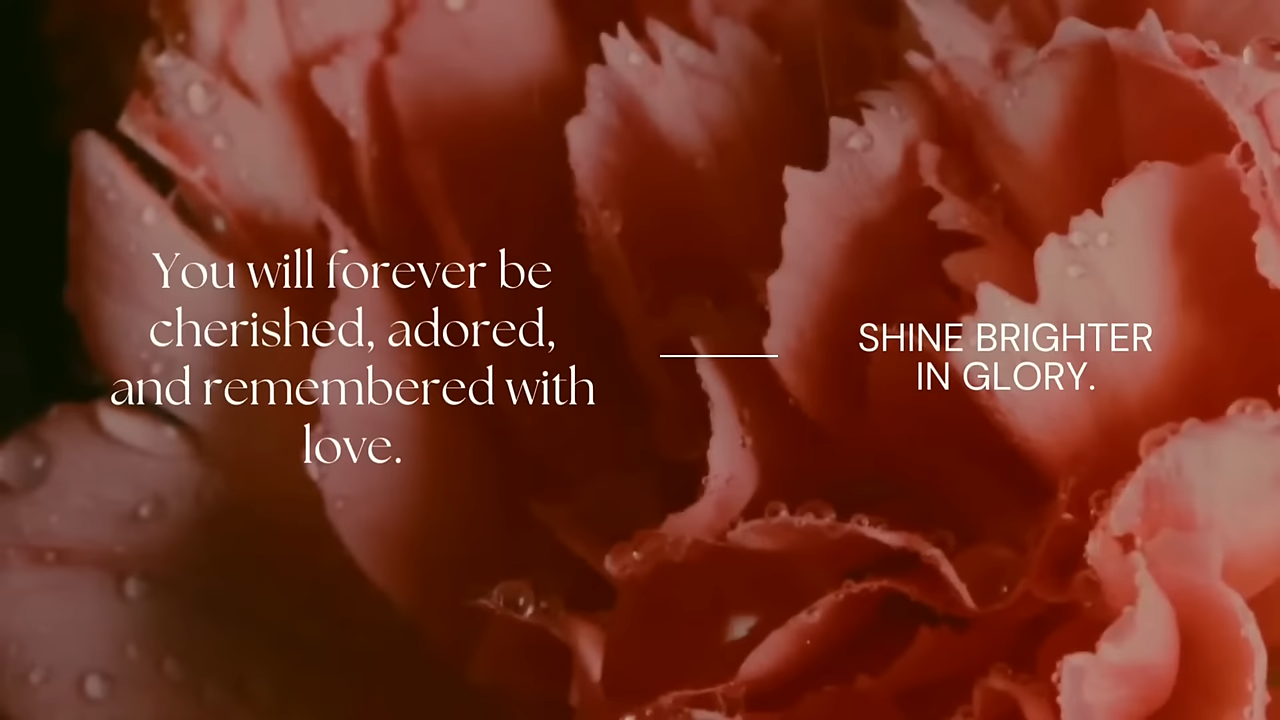 You will forever be
cherished, adored,
and remembered with
love.
SHINE BRIGHTER
IN GLORY.